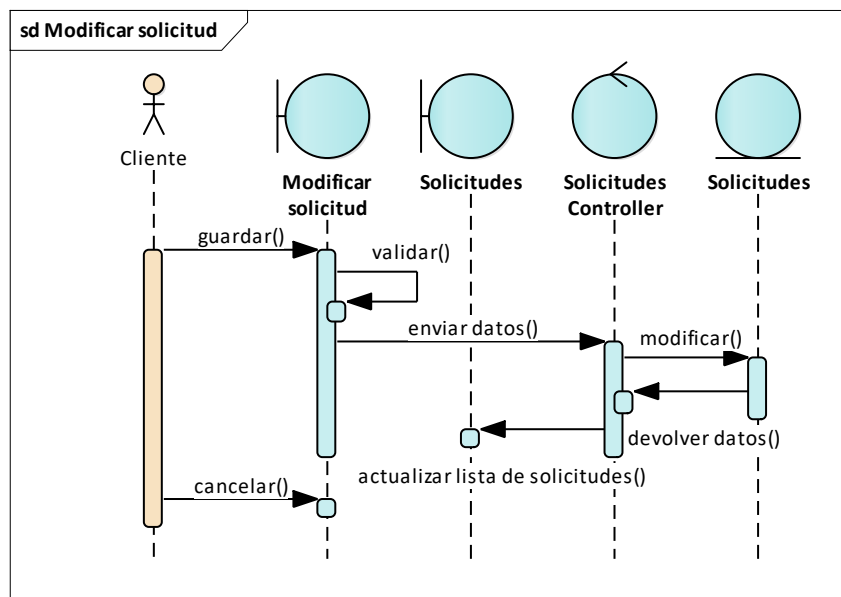 sd Modificar solicitud
Cliente
Modificar
solicitud
Solicitudes
Solicitudes
Controller
Solicitudes
guardar()
validar()
enviar datos()
modificar()
devolver datos()
actualizar lista de solicitudes()
cancelar()